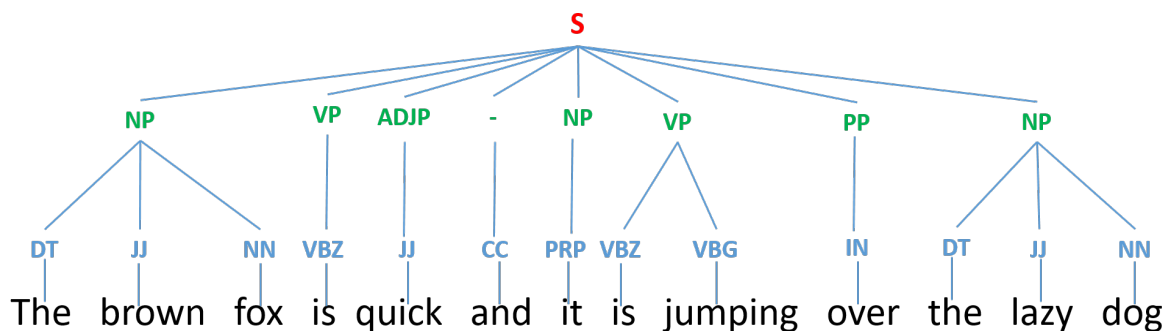 S
NP VP ADJP - NP VP PP NP
DT JJ NN VBZ JJ CC PRP VBZ VBG IN DT JJ NN
The brown fox is quick and it is jumping over the lazy dog